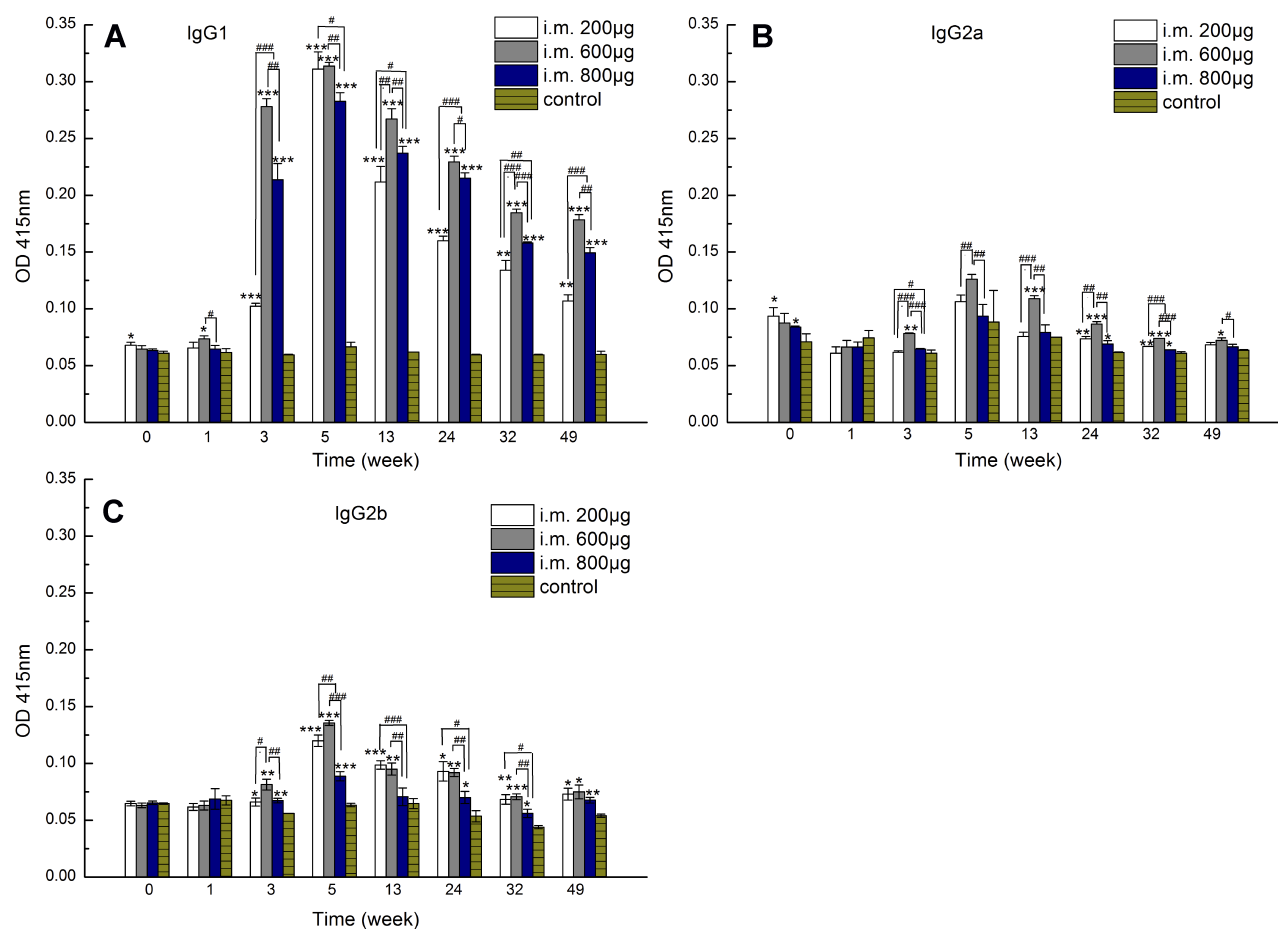 A
IgG1
i.m. 200µg
i.m. 600µg
i.m. 800µg
control
OD 415nm
0.35
0.30
0.25
0.20
0.15
0.10
0.05
0.00
* * # *** ### ## *** *** *** # ## *** *** *** # ## ## *** *** *** ### # *** *** ** ## ### ### *** *** ** ### ## *** ***
0 1 3 5 13 24 32 49
Time (week)
B
IgG2a
i.m. 200µg
i.m. 600µg
i.m. 800µg
control
OD 415nm
0.35
0.30
0.25
0.20
0.15
0.10
0.05
0.00
* * # ### ### ** ## ## ### ## *** ## ## ** *** * ### ### ** *** * # *
0 1 3 5 13 24 32 49
Time (week)
C
IgG2b
i.m. 200µg
i.m. 600µg
i.m. 800µg
control
OD 415nm
0.35
0.30
0.25
0.20
0.15
0.10
0.05
0.00
# ## * ** ** ## ### *** *** *** ### ## *** ** # ## * ** * # ## ** *** * * * **
0 1 3 5 13 24 32 49
Time (week)